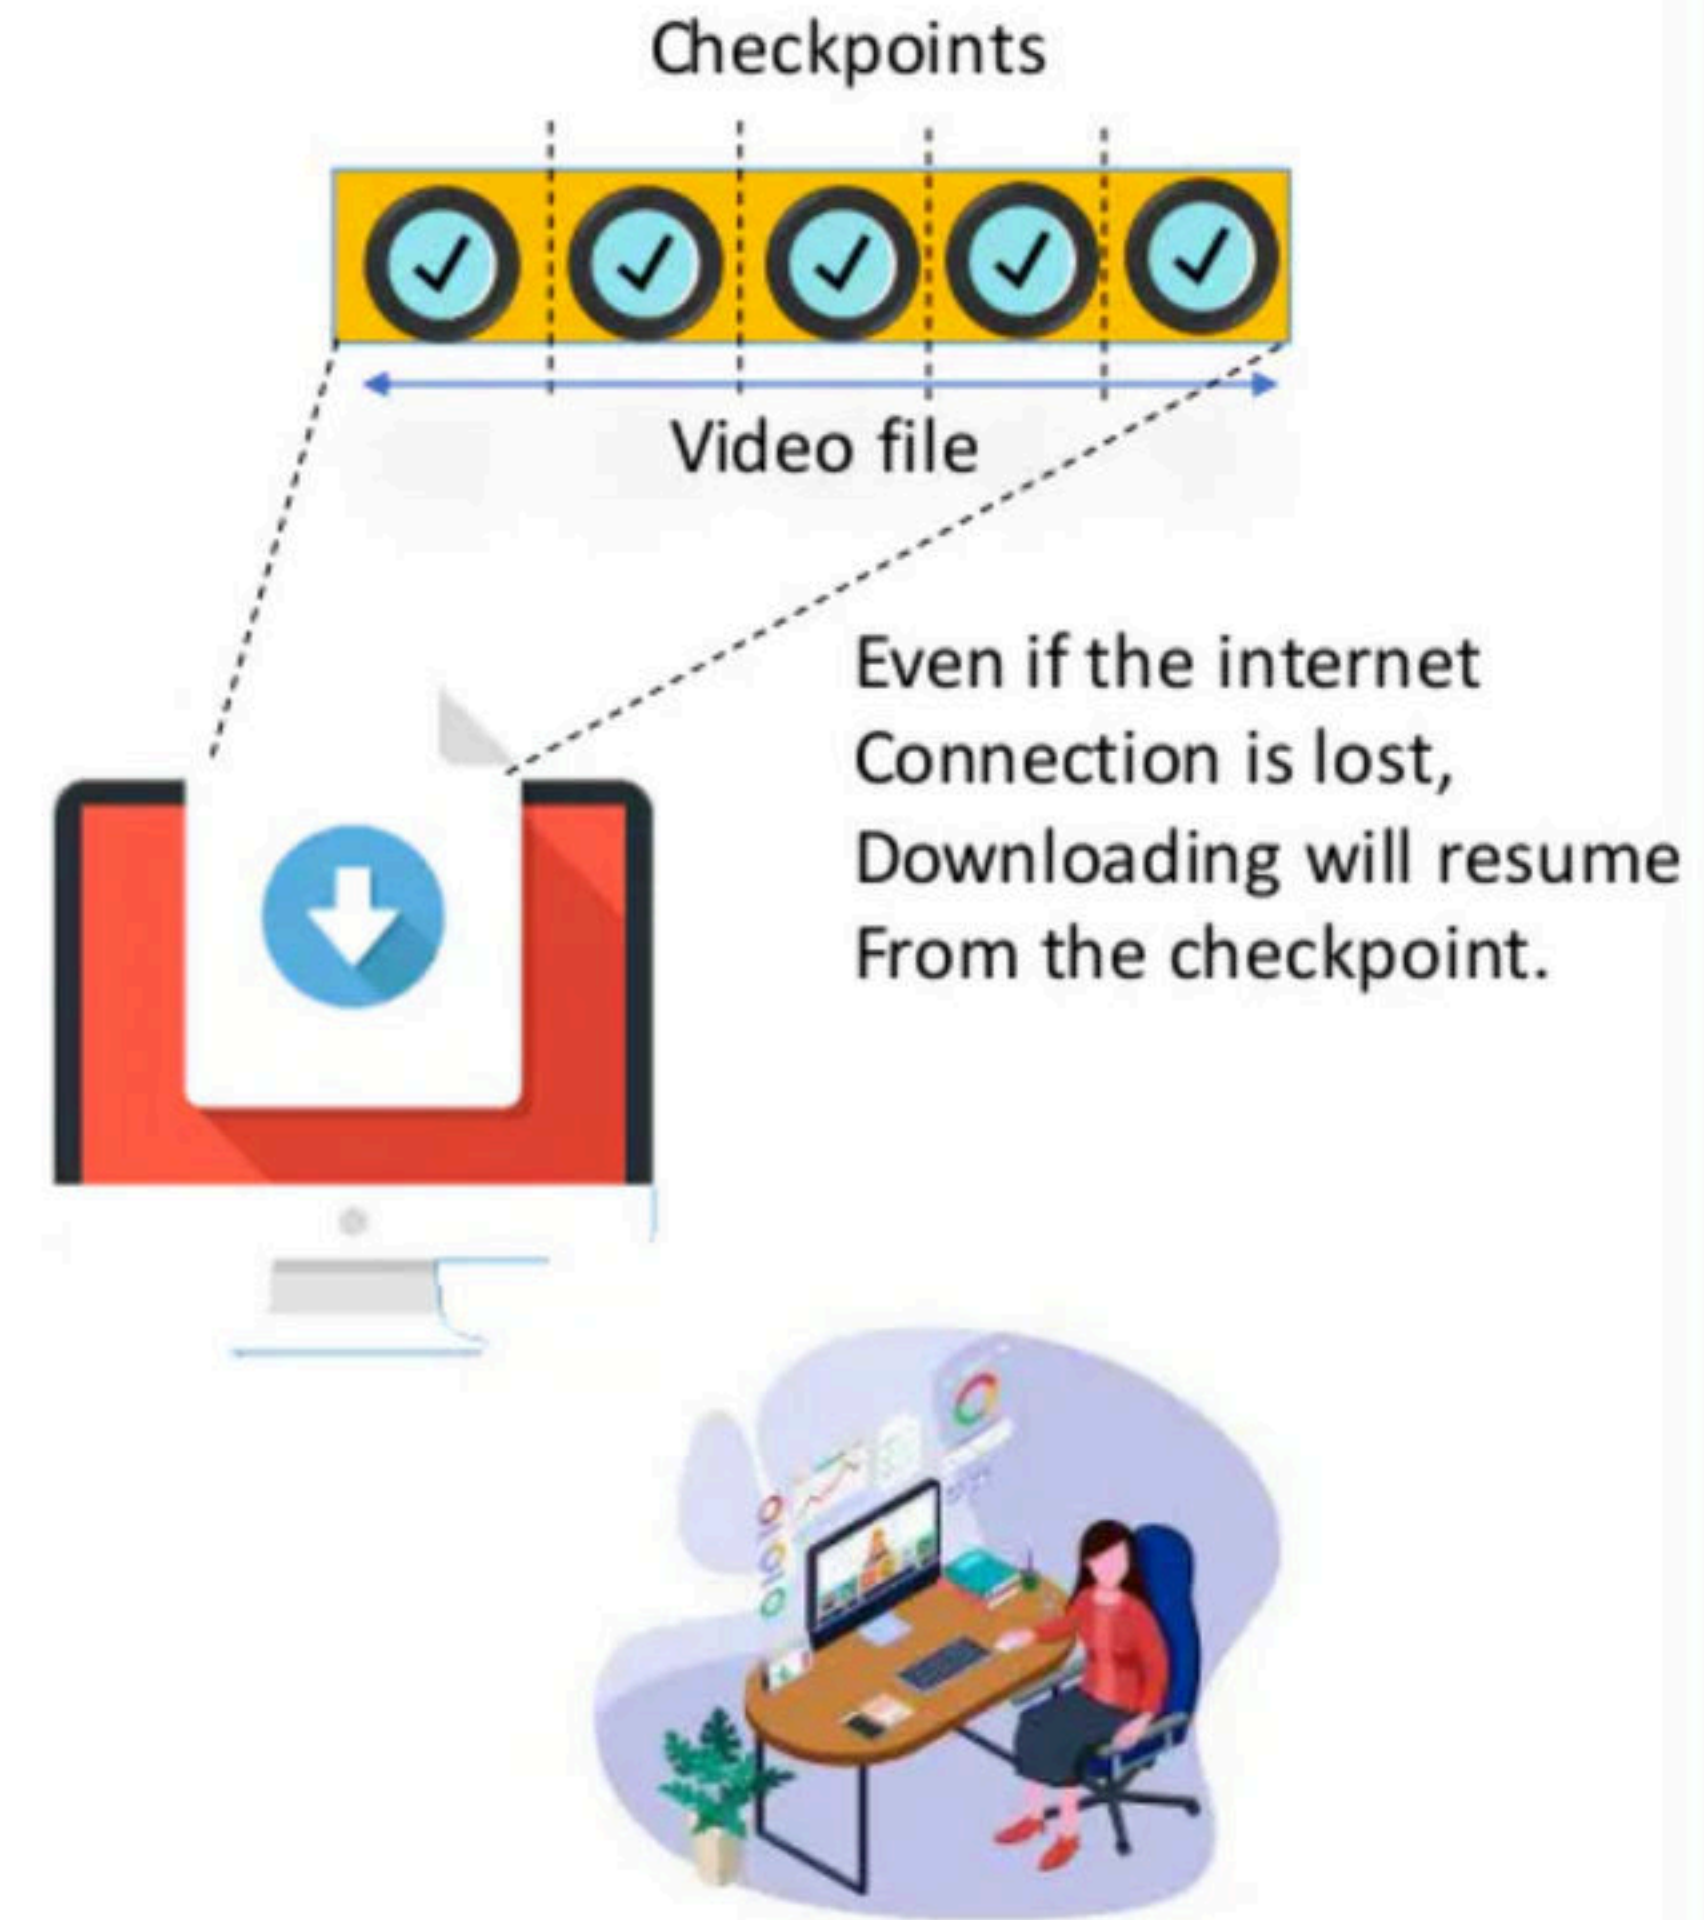 Checkpoints
Video file
Even if the internet
Connection is lost,
Downloading will resume
From the checkpoint.